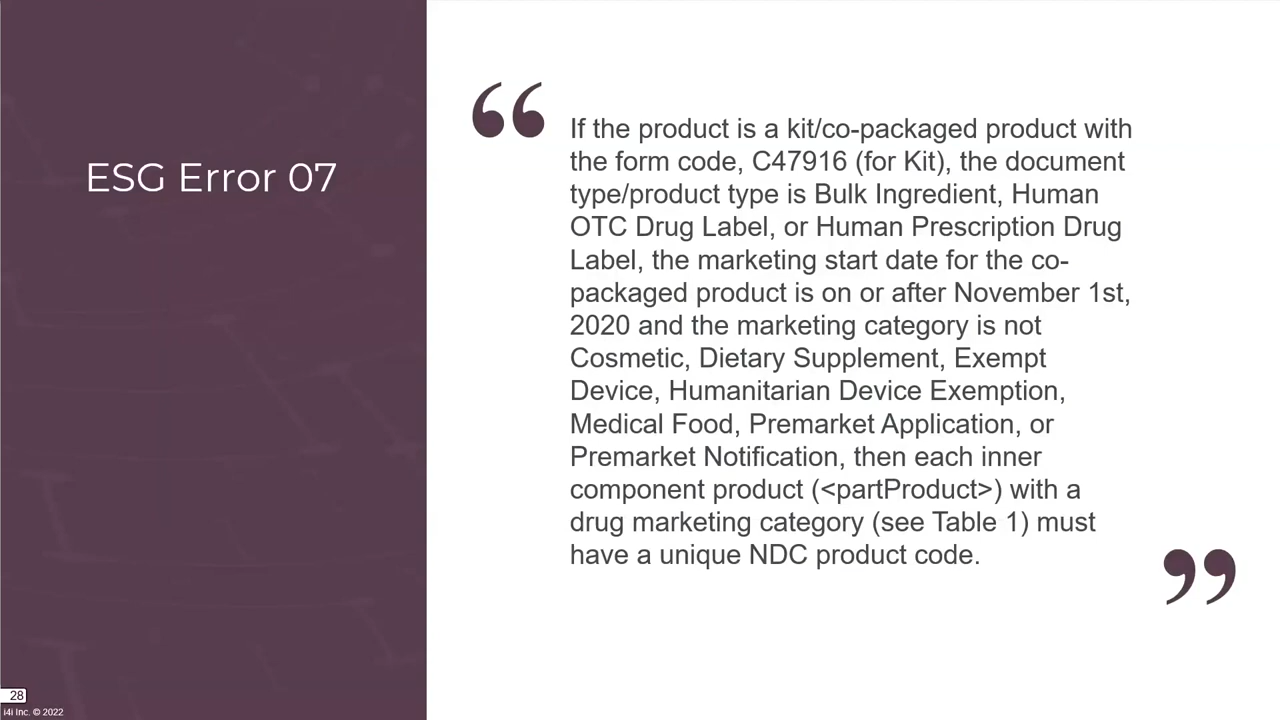 ESG Error 07
“
If the product is a kit/co-packaged product with
the form code, C47916 (for Kit), the document
type/product type is Bulk Ingredient, Human
OTC Drug Label, or Human Prescription Drug
Label, the marketing start date for the co-
packaged product is on or after November 1st,
2020 and the marketing category is not
Cosmetic, Dietary Supplement, Exempt
Device, Humanitarian Device Exemption,
Medical Food, Premarket Application, or
Premarket Notification, then each inner
component product (<partProduct>) with a
drug marketing category (see Table 1) must
have a unique NDC product code.
”
28
i4i Inc. © 2022